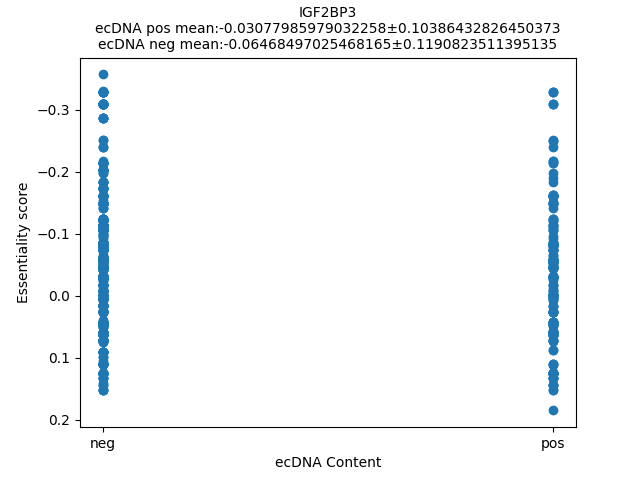 IGF2BP3
ecDNA pos mean:-0.03077985979032258±0.10386432826450373
ecDNA neg mean:-0.06468497025468165±0.1190823511395135
Essentiality score
−0.3
−0.2
−0.1
0.0
0.1
0.2
neg
pos
ecDNA Content